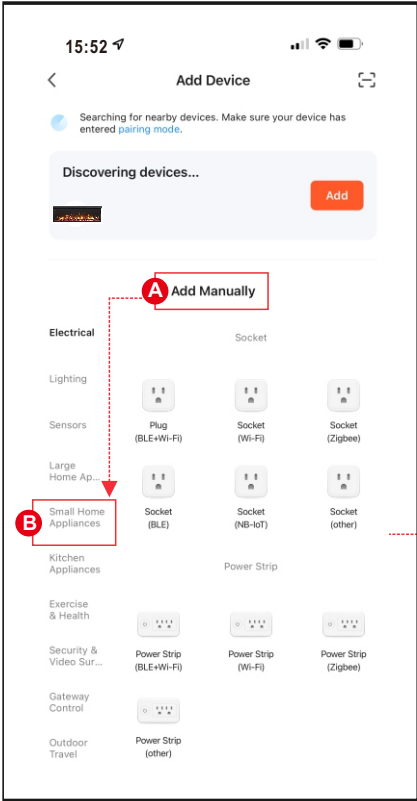 15:52
Add Device
Searching for nearby devices. Make sure your device has
entered pairing mode.
Discovering devices...
Add
A
Add Manually
Electrical
Lighting
Sensors
Large
Home Ap...
B
Small Home
Appliances
Kitchen
Appliances
Exercise
& Health
Security &
Video Sur...
Gateway
Control
Outdoor
Travel
Socket
Plug
(BLE+Wi-Fi)
Socket
(Wi-Fi)
Socket
(Zigbee)
Socket
(BLE)
Socket
(NB-IoT)
Socket
(other)
Power Strip
Power Strip
(BLE+Wi-Fi)
Power Strip
(Wi-Fi)
Power Strip
(Zigbee)
Power Strip
(other)